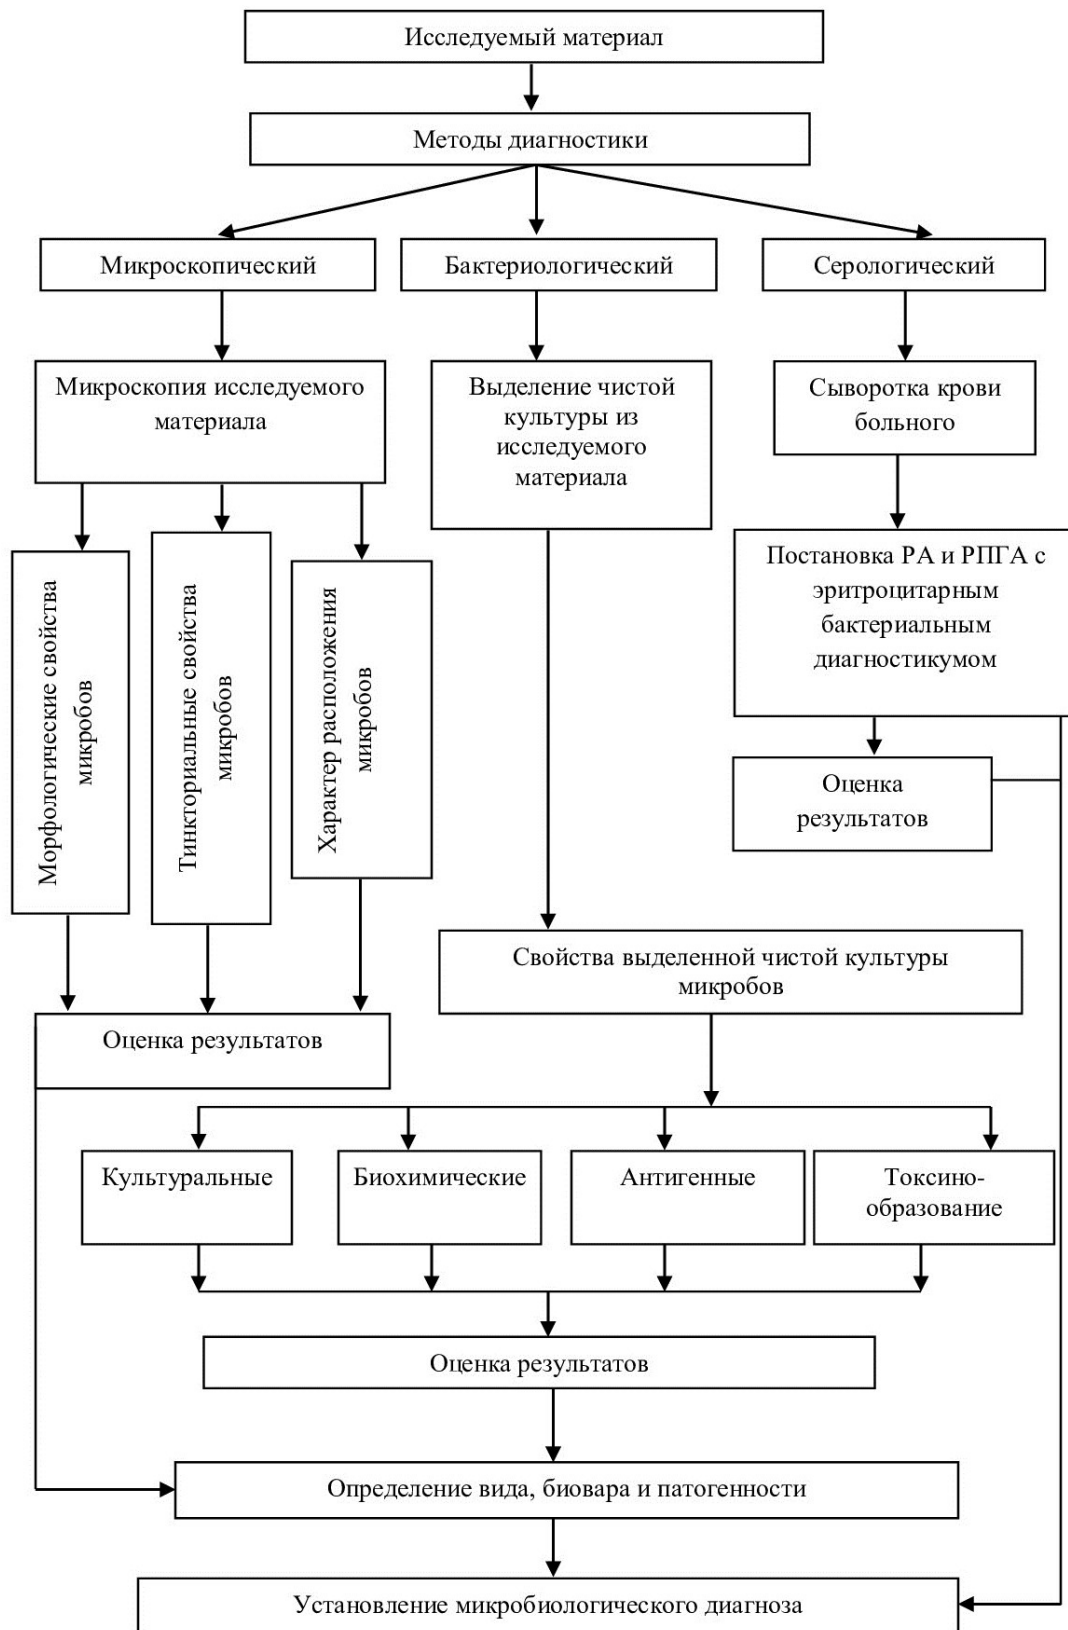 Исследуемый материал
Методы диагностики
Микроскопический
Бактериологический
Серологический
Микроскопия исследуемого
материала
Выделение чистой
культуры из
исследуемого
материала
Сыворотка крови
больного
Морфологические свойства
микробов
Тинкториальные свойства
микробов
Характер расположения
микробов
Постановка РА и РПГА с
эритроцитарным
бактериальным
диагностикумом
Оценка
результатов
Свойства выделенной чистой культуры
микробов
Оценка результатов
Культуральные
Биохимические
Антигенные
Токсино-
образование
Оценка результатов
Определение вида, биовара и патогенности
Установление микробиологического диагноза